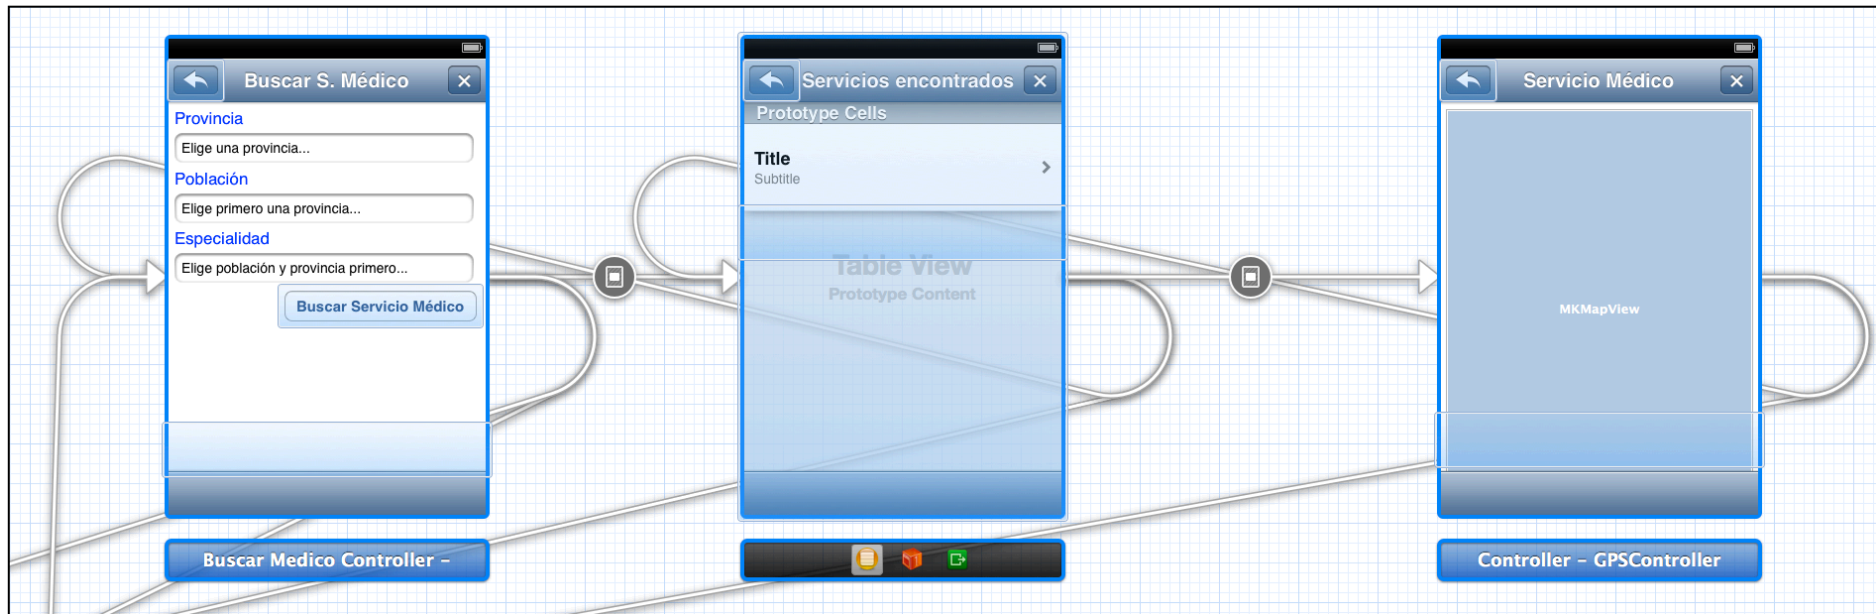 Buscar S. Médico
Provincia
Elige una provincia...
Población
Elige primero una provincia...
Especialidad
Elige población y provincia primero...
Buscar Servicio Médico
Buscar Medico Controller –
Servicios encontrados
Prototype Cells
Title
Subtitle
Table View
Prototype Content
Servicio Médico
MKMapView
Controller – GPSController